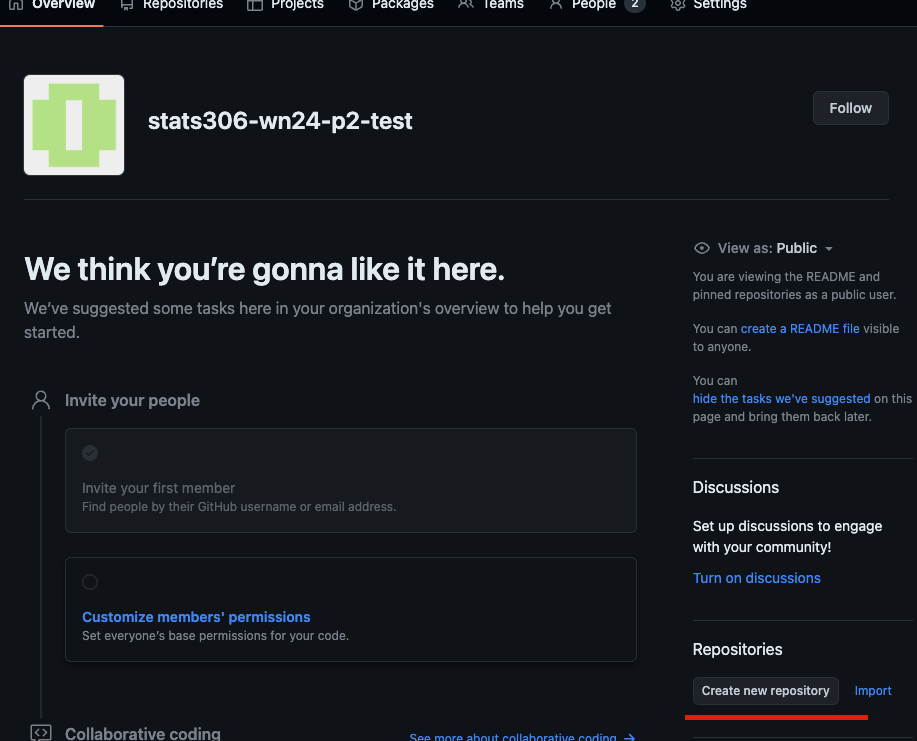 Overview Repositories Projects Packages Teams People 2 Settings
stats306-wn24-p2-test
Follow
We think you’re gonna like it here.
We’ve suggested some tasks here in your organization's overview to help you get
started.
Invite your people
Invite your first member
Find people by their GitHub username or email address.
Customize members' permissions
Set everyone’s base permissions for your code.
Collaborative coding
See more about collaborative coding →
View as: Public
You are viewing the README and
pinned repositories as a public user.
You can create a README file visible
to anyone.
You can
hide the tasks we've suggested on this
page and bring them back later.
Discussions
Set up discussions to engage
with your community!
Turn on discussions
Repositories
Create new repository Import